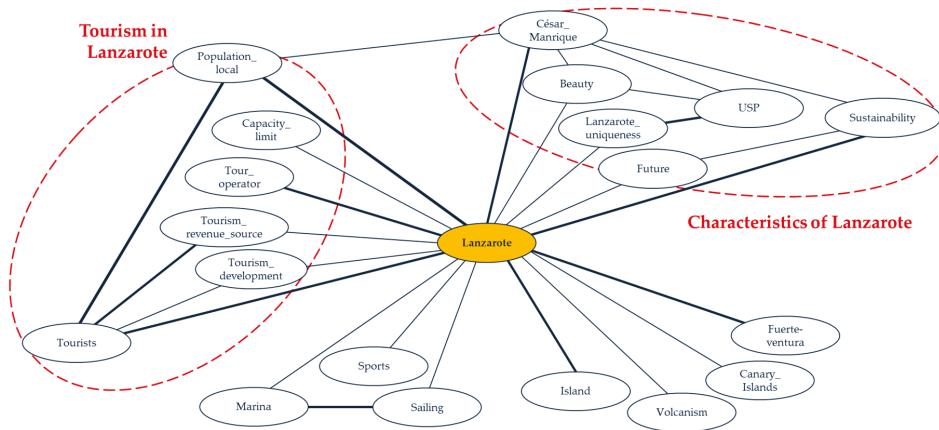 Tourism in
Lanzarote
César_
Manrique
Population_
local
Beauty
USP
Capacity_
limit
Lanzarote_
uniqueness
Sustainability
Tour_
operator
Future
Tourism_
revenue_source
Characteristics of Lanzarote
Lanzarote
Tourism_
development
Tourists
Fuerte-
ventura
Sports
Canary_
Islands
Island
Marina
Sailing
Volcanism